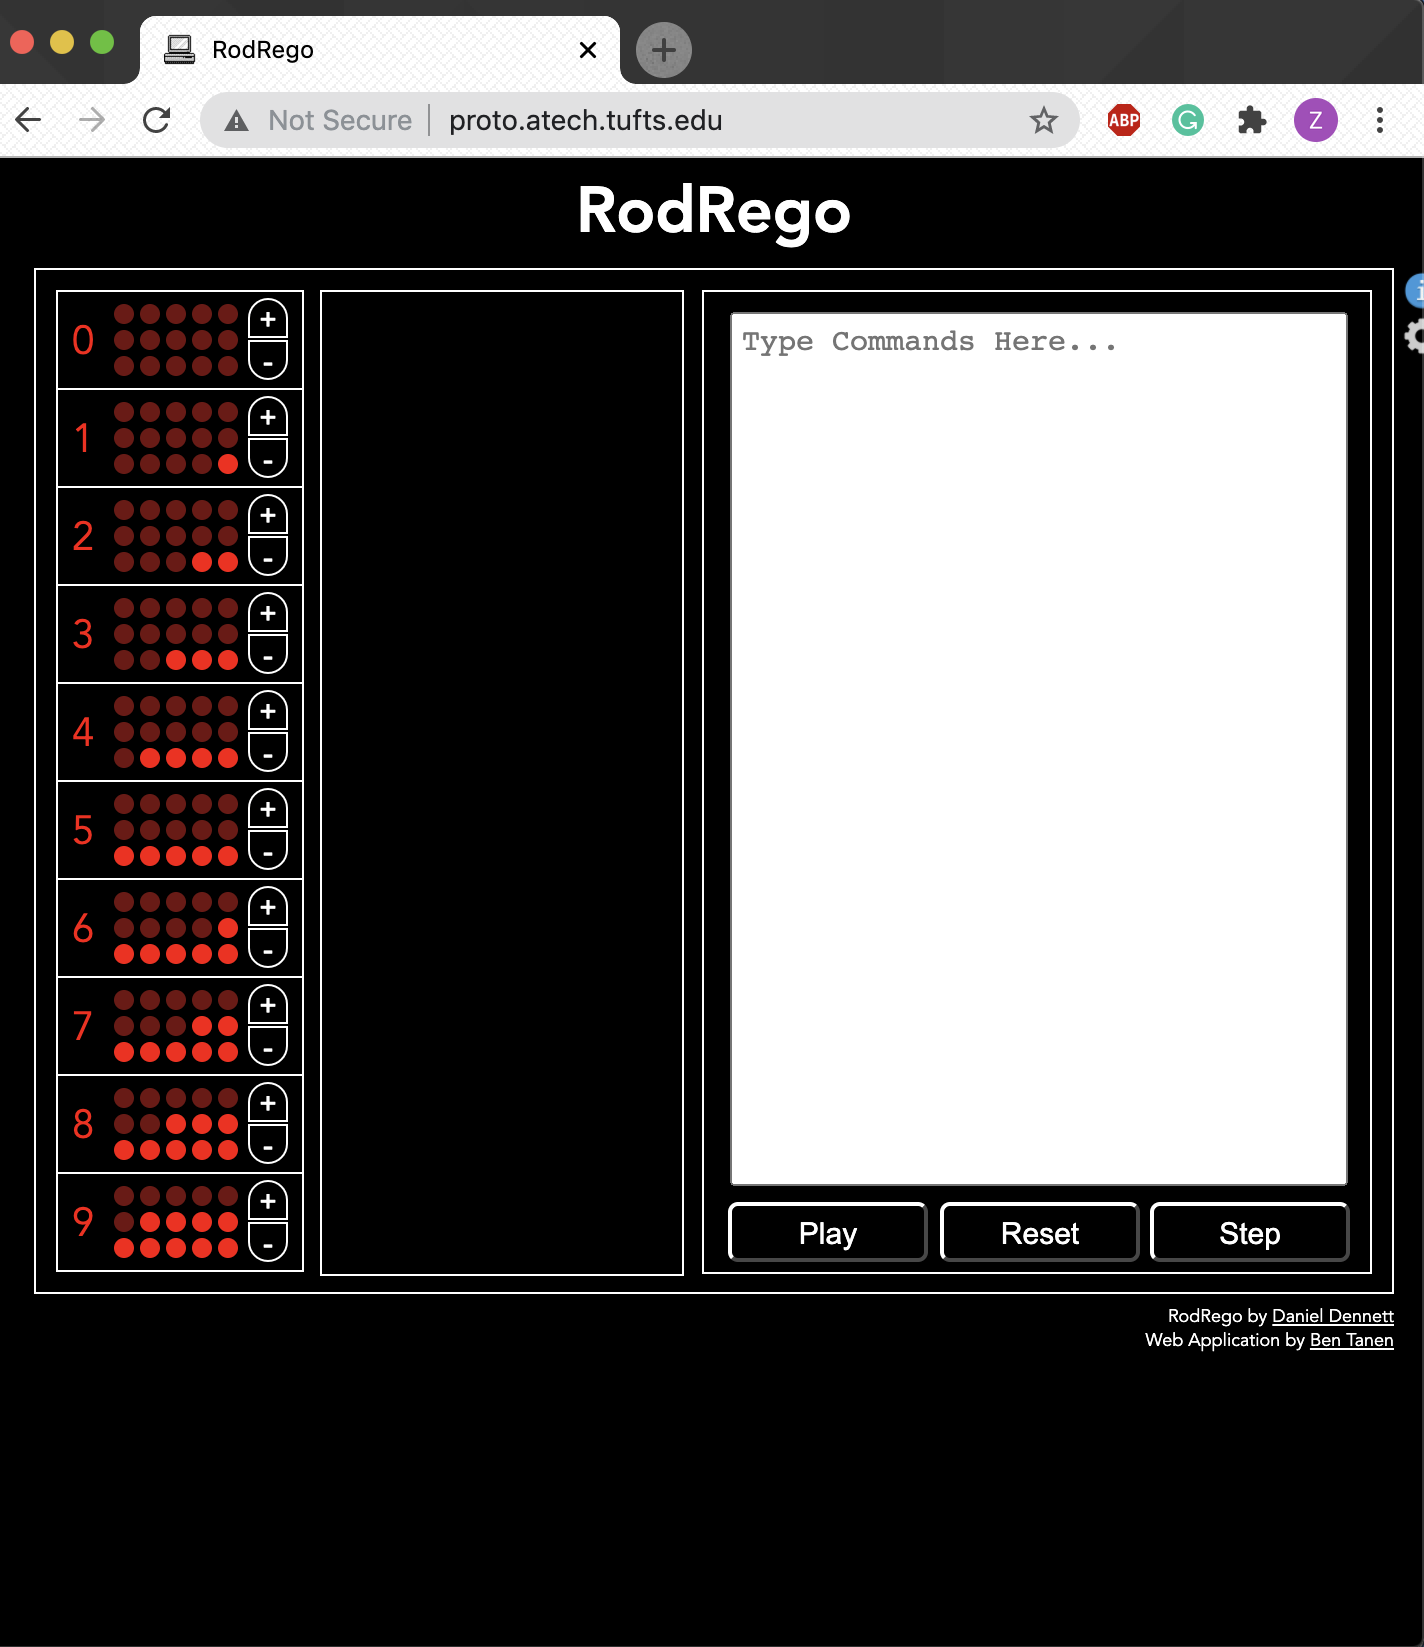 RodRego
Not Secure proto.atech.tufts.edu
ABP
Z
RodRego
0 + -
1 + -
2 + -
3 + -
4 + -
5 + -
6 + -
7 + -
8 + -
9 + -
Type Commands Here...
Play Reset Step
RodRego by Daniel Dennett
Web Application by Ben Tanen